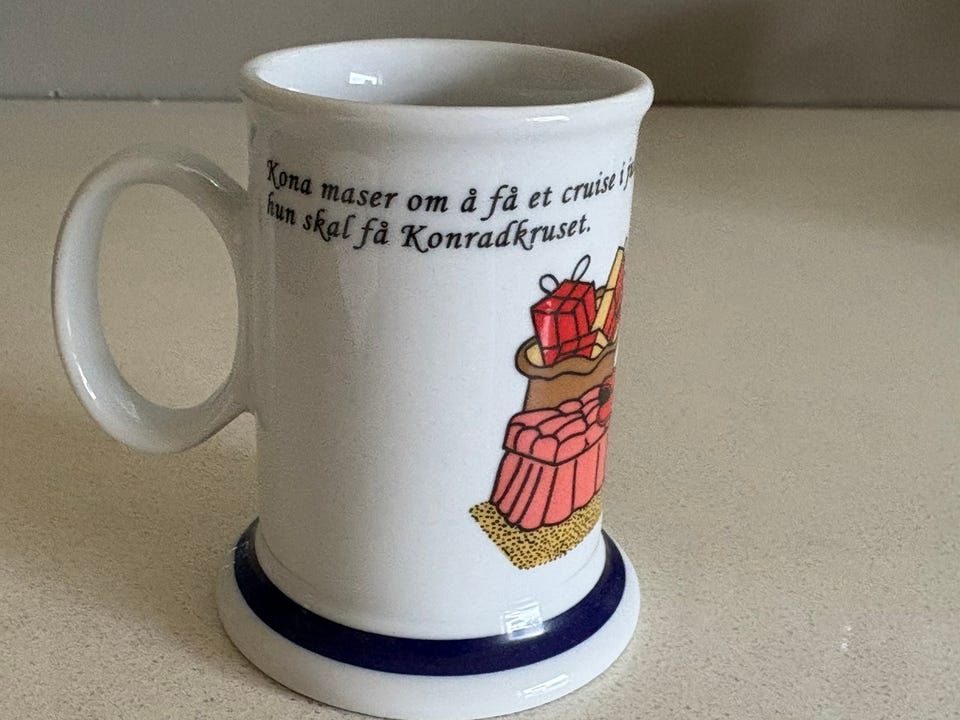 Kona maser om å få et cruise i
hun skal få Konradkruset.